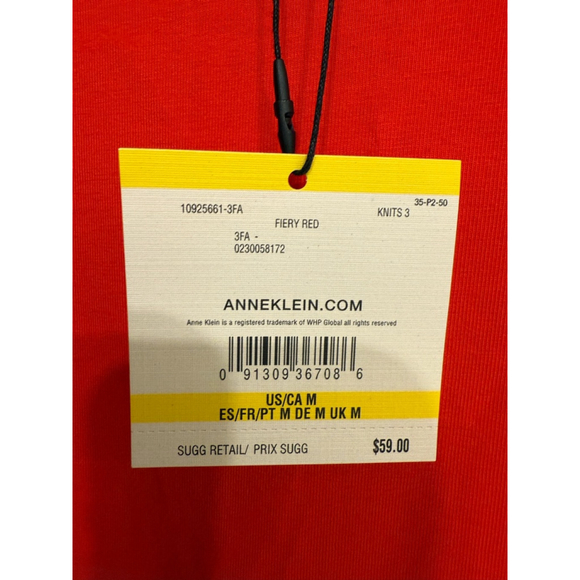 35-P2-50
10925661-3FA KNITS 3
FIERY RED
3FA -
0230058172
ANNEKLEIN.COM
Anne Klein is a registered trademark of WHP Global all rights reserved
0 91309 36708 6
US/CA M
ES/FR/PT M DE M UK M
SUGG RETAIL/ PRIX SUGG $59.00